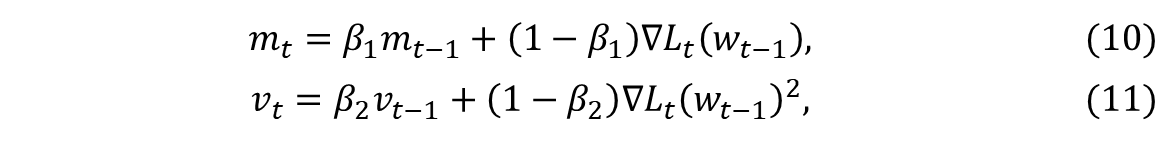 m_t = β_1 m_{t−1} + (1 − β_1)∇L_t(w_{t−1}), (10)
v_t = β_2 v_{t−1} + (1 − β_2)∇L_t(w_{t−1})^2, (11)